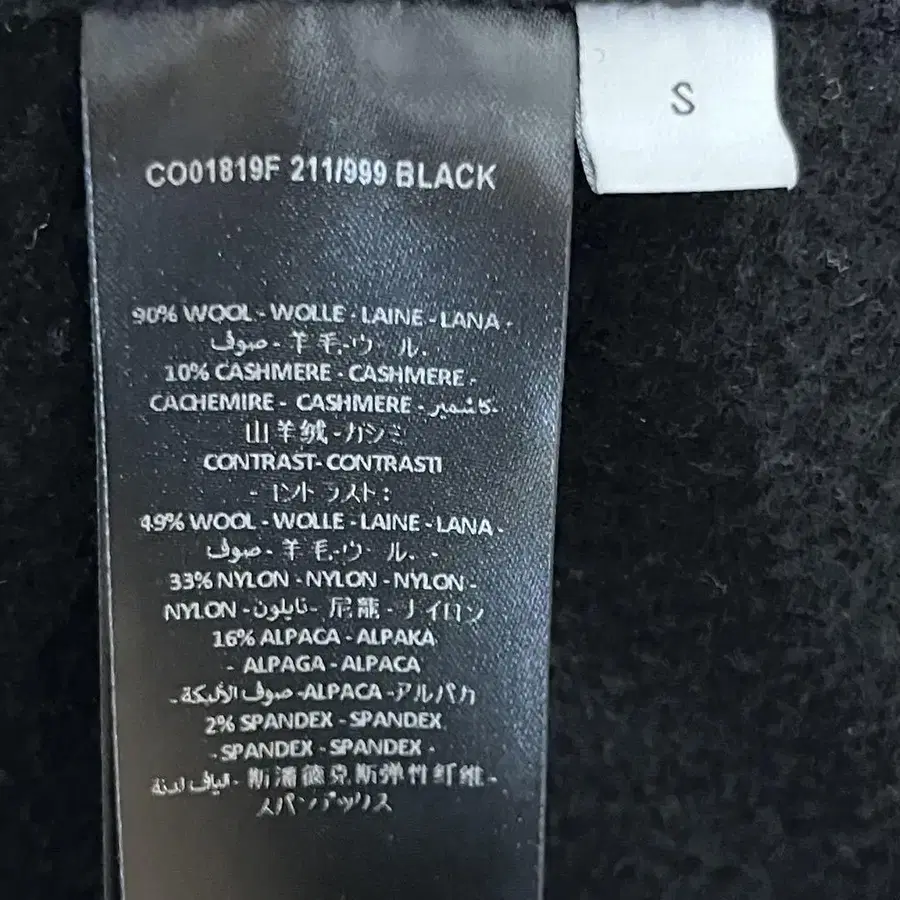 CO01819F 211/999 BLACK
S
90% WOOL - WOLLE - LAINE - LANA -
صوف - 羊毛-ウール.
10% CASHMERE - CASHMERE -
CACHEMIRE - CASHMERE - كاشمير-
山羊绒 -カシミ
CONTRAST- CONTRASTI
- コントラスト :
49% WOOL - WOLLE - LAINE - LANA -
صوف - 羊毛-ウール. -
33% NYLON - NYLON - NYLON -
NYLON - نايلون - 尼龍 - ナイロン
16% ALPACA - ALPAKA
- ALPAGA - ALPACA
صوف الألبكة -ALPACA -アルパカ -
2% SPANDEX - SPANDEX
- SPANDEX - SPANDEX -
الياف لدنة - 斯潘德克斯弹性纤维 -
スパンデックス